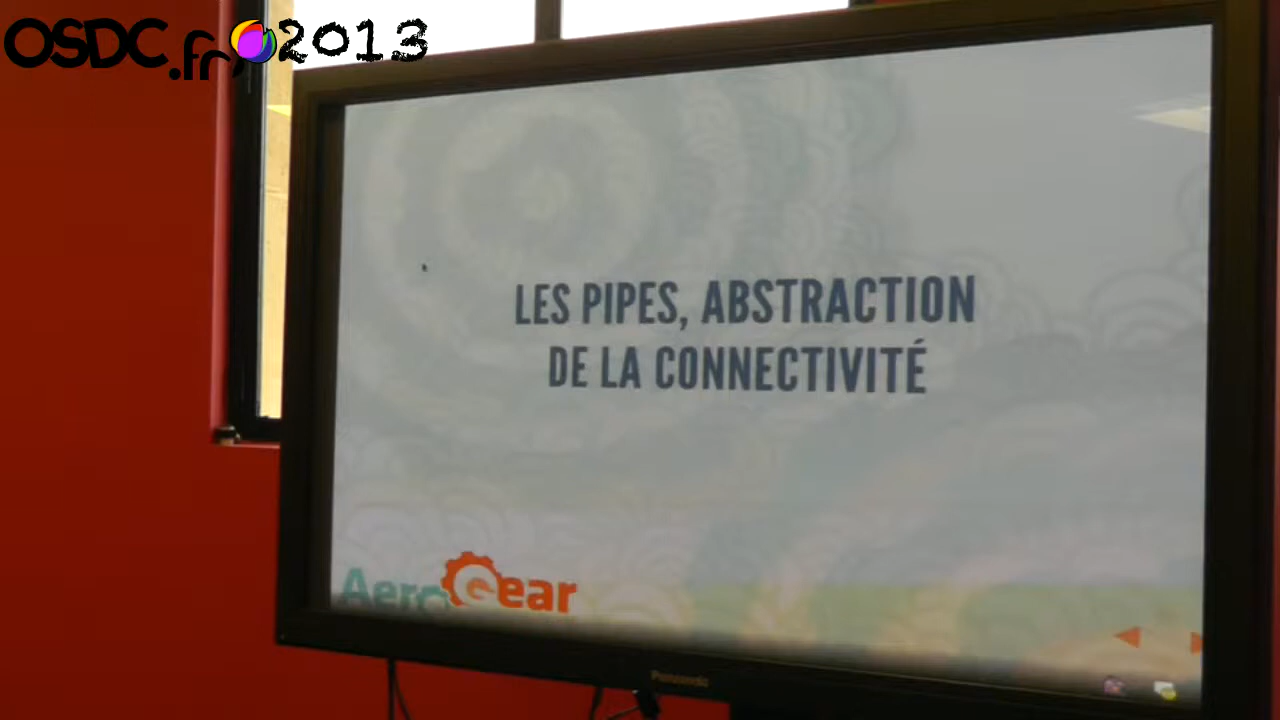 OSDC.fr 2013
LES PIPES, ABSTRACTION
DE LA CONNECTIVITÉ
AeroGear
Panasonic